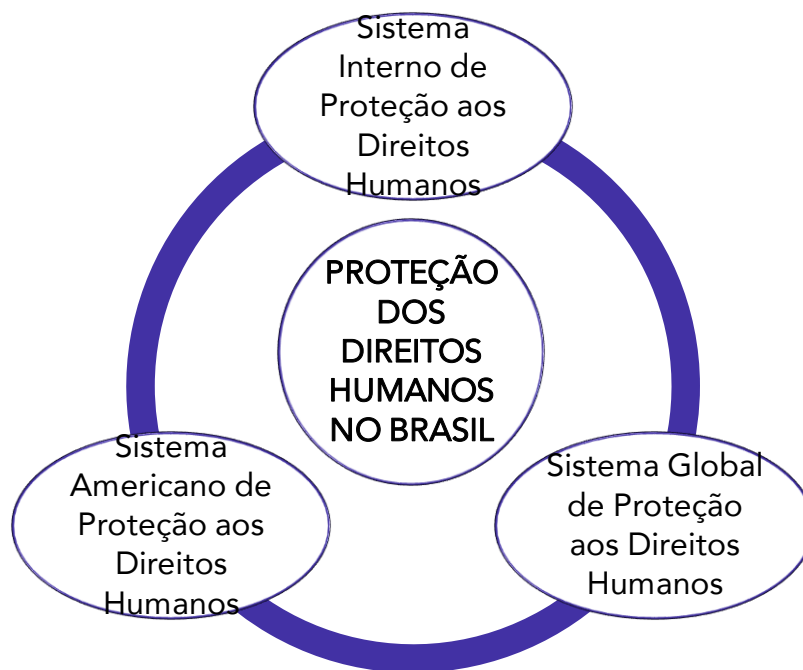 Sistema
Interno de
Proteção aos
Direitos
Humanos
PROTEÇÃO
DOS
DIREITOS
HUMANOS
NO BRASIL
Sistema
Americano de
Proteção aos
Direitos
Humanos
Sistema Global
de Proteção
aos Direitos
Humanos